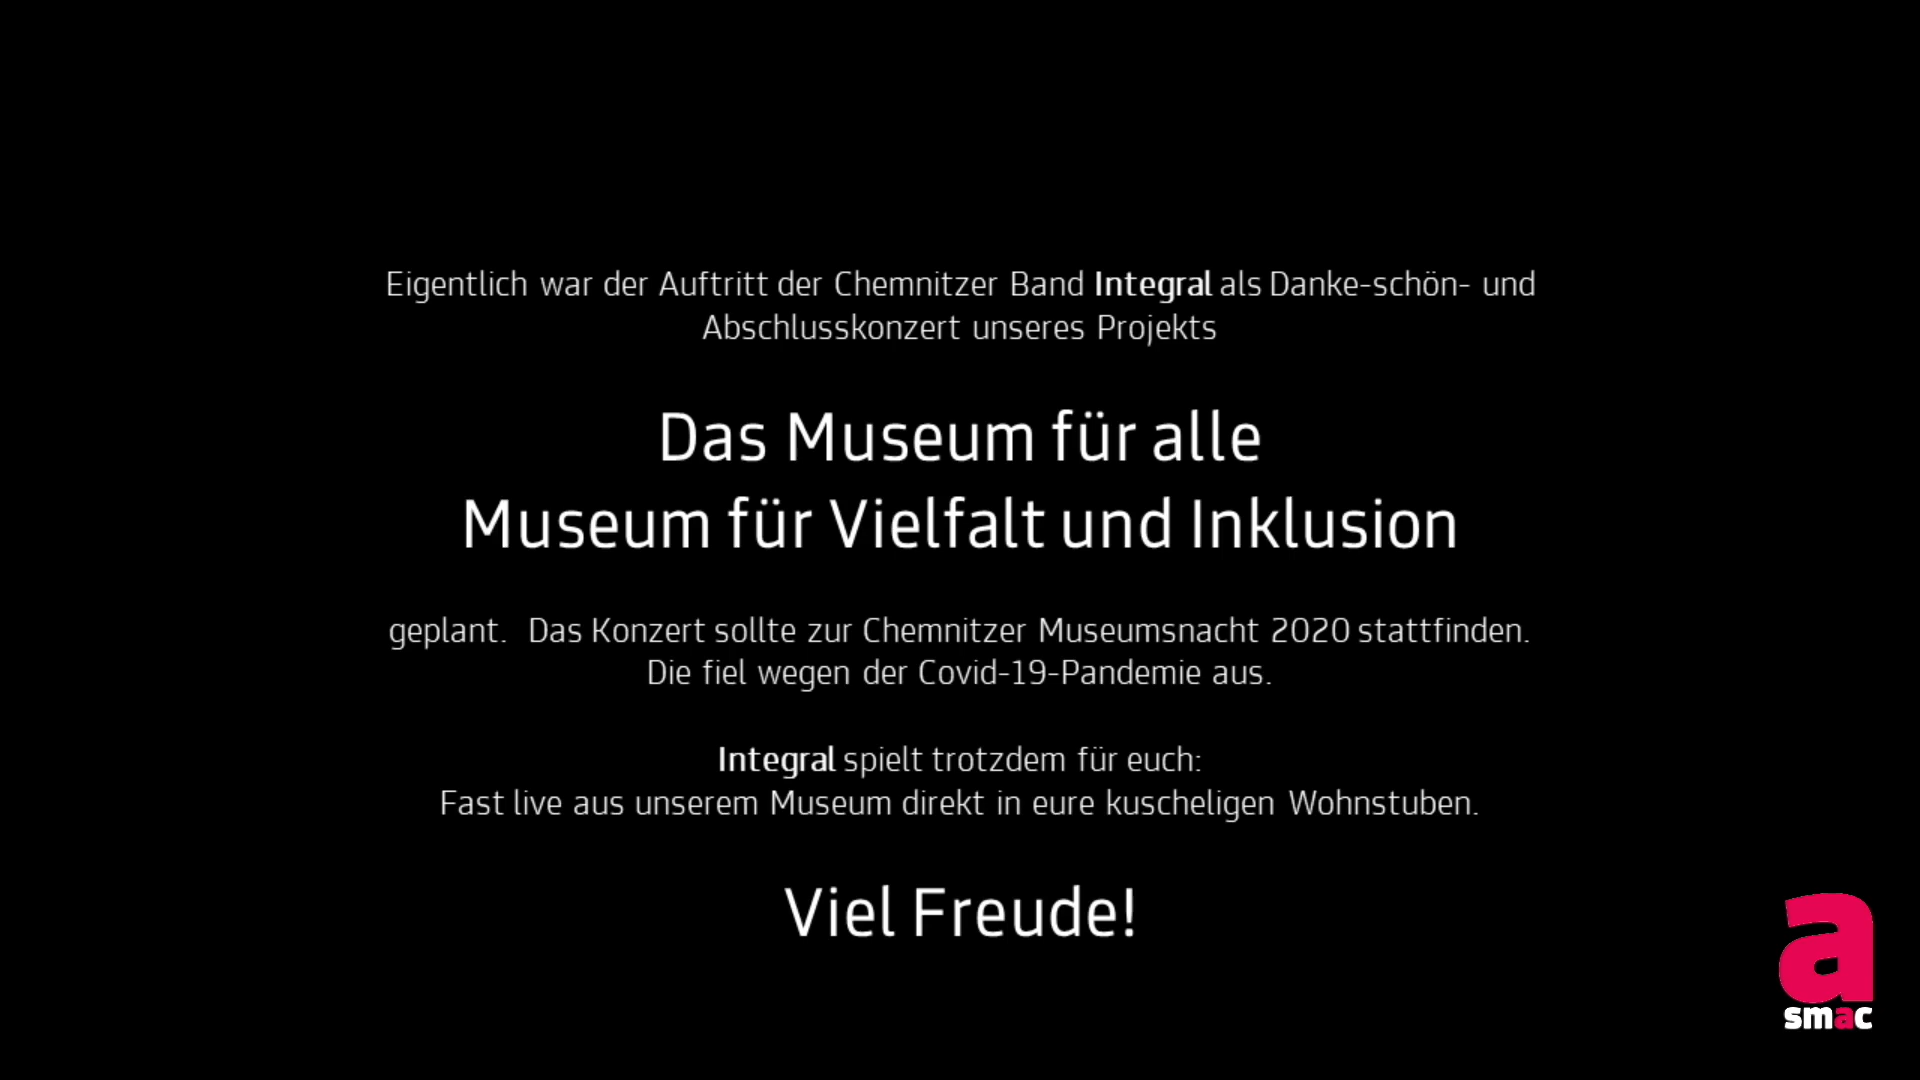 Eigentlich war der Auftritt der Chemnitzer Band Integral als Danke-schön- und
Abschlusskonzert unseres Projekts
Das Museum für alle
Museum für Vielfalt und Inklusion
geplant. Das Konzert sollte zur Chemnitzer Museumsnacht 2020 stattfinden.
Die fiel wegen der Covid-19-Pandemie aus.
Integral spielt trotzdem für euch:
Fast live aus unserem Museum direkt in eure kuscheligen Wohnstuben.
Viel Freude!
a
smac